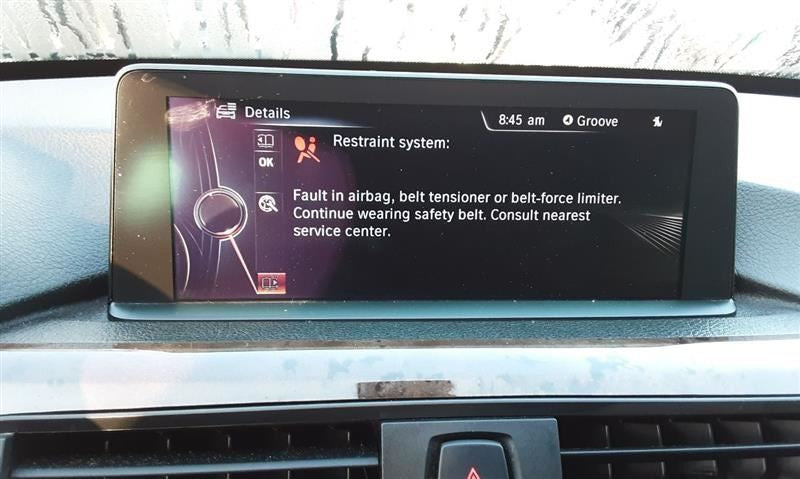 Details
8:45 am
Groove
OK
Restraint system:
Fault in airbag, belt tensioner or belt-force limiter.
Continue wearing safety belt. Consult nearest
service center.